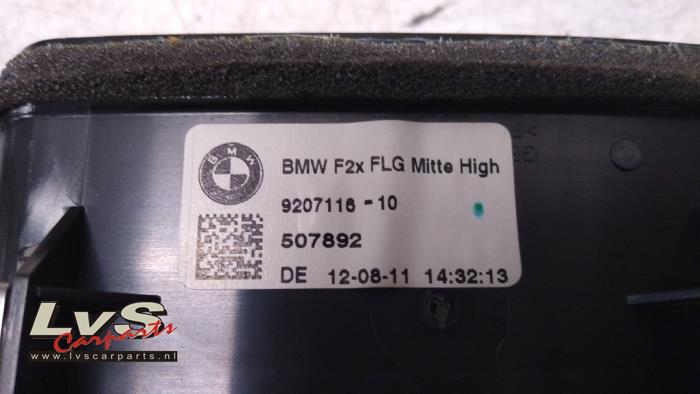 BMW
BMW F2x FLG Mitte High
9207116-10
507892
DE 12-08-11 14:32:13
LvS
Carparts
www.lvscarparts.nl